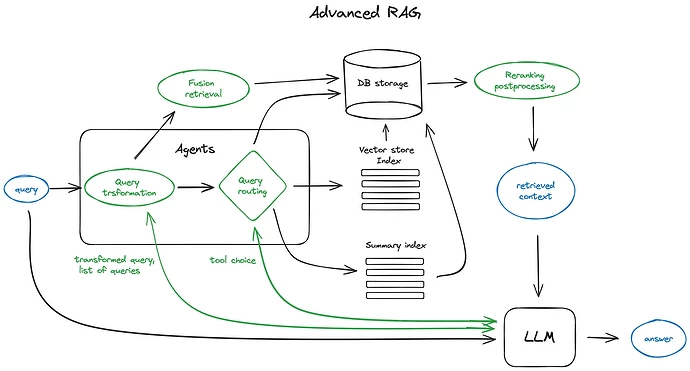 Advanced RAG
Fusion
retrieval
DB storage
Reranking
postprocessing
Agents
Vector store
Index
query
Query
trsformation
Query
routing
retrieved
context
Summary index
transformed query,
list of queries
tool choice
LLM
answer